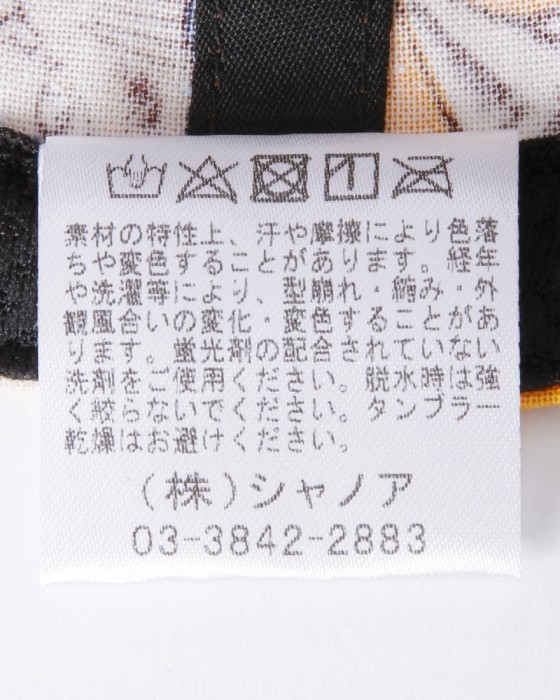 素材の特性上、汗や摩擦により色落
ちや変色することがあります。経年
や洗濯等により、型崩れ・縮み・外
観風合いの変化・変色することがあ
ります。蛍光剤の配合されていない
洗剤をご使用ください。脱水時は強
く絞らないでください。タンブラー
乾燥はお避けください。
(株)シャノア
03-3842-2883